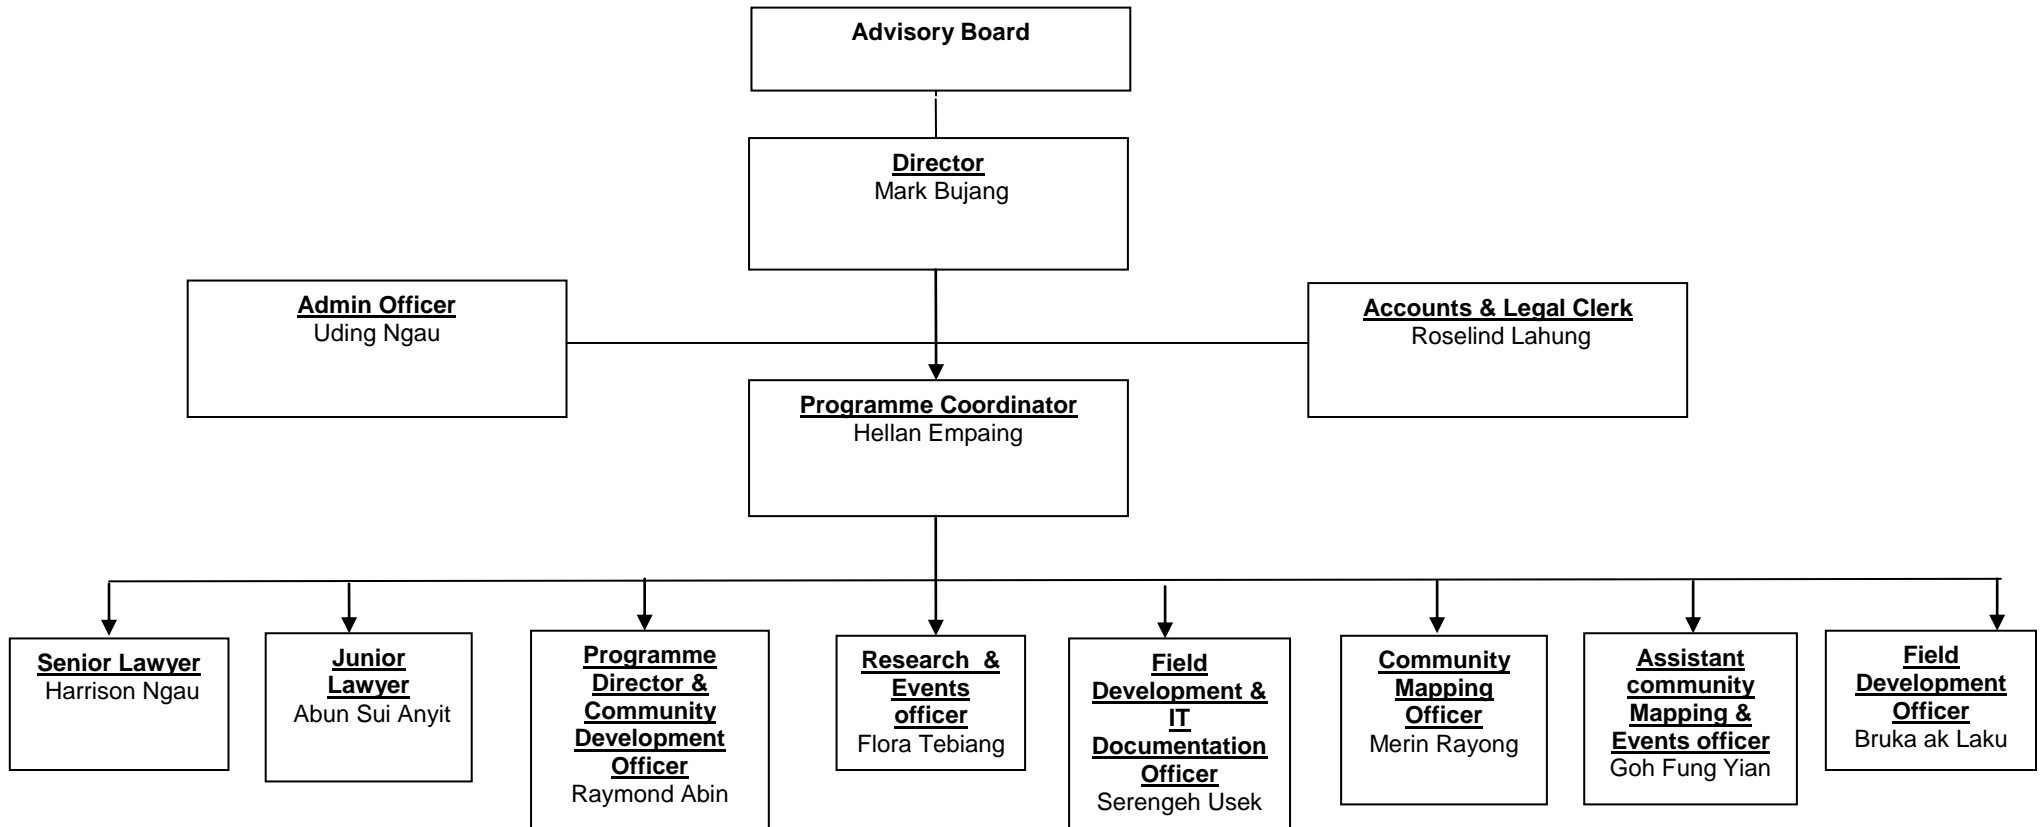 Advisory Board
Director
Mark Bujang
Admin Officer
Uding Ngau
Accounts & Legal Clerk
Roselind Lahung
Programme Coordinator
Hellan Empaing
Senior Lawyer
Harrison Ngau
Junior
Lawyer
Abun Sui Anyit
Programme
Director &
Community
Development
Officer
Raymond Abin
Research & 
Events
officer
Flora Tebiang
Field
Development &
IT
Documentation
Officer
Serengeh Usek
Community
Mapping
Officer
Merin Rayong
Assistant
community
Mapping &
Events officer
Goh Fung Yian
Field
Development
Officer
Bruka ak Laku